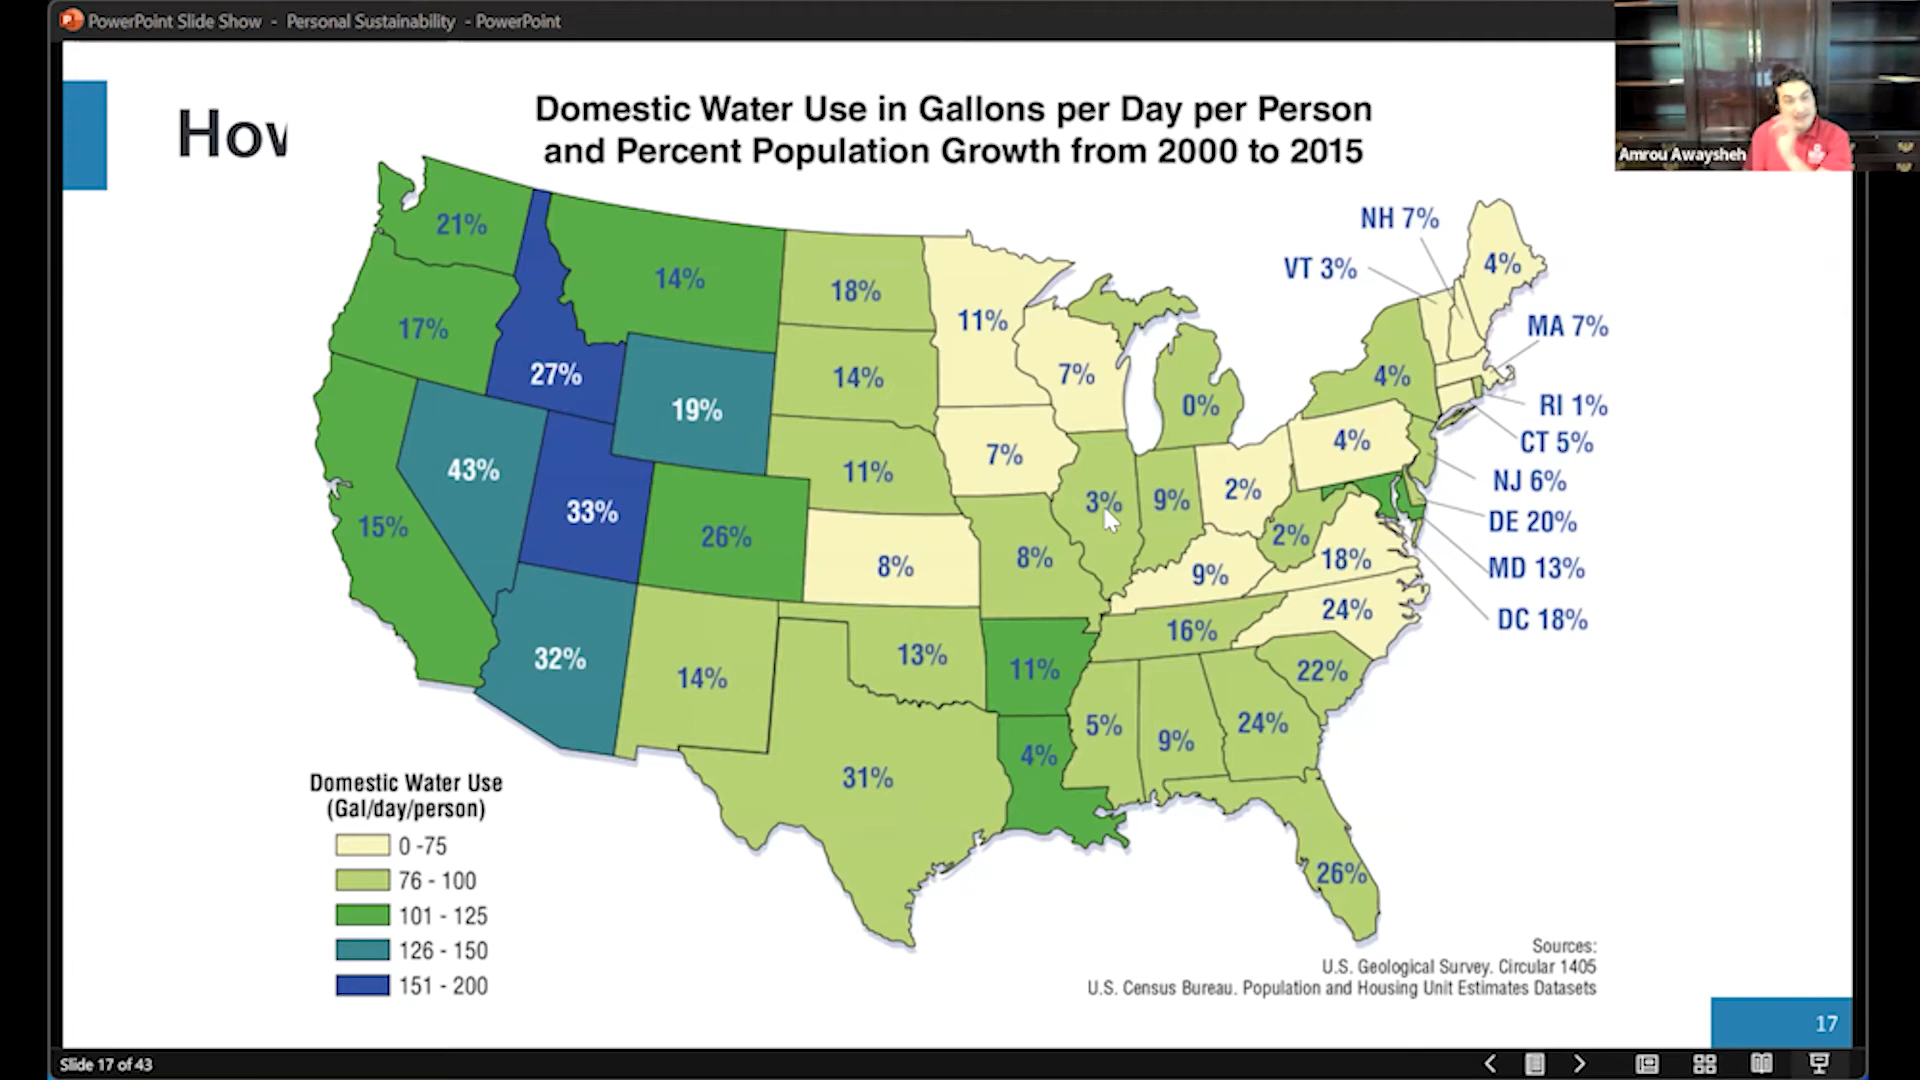 PowerPoint Slide Show - Personal Sustainability - PowerPoint
Amrou Awaysheh
How
Domestic Water Use in Gallons per Day per Person
and Percent Population Growth from 2000 to 2015
21%
14%
17%
27%
19%
43%
33%
15%
26%
32%
14%
18%
14%
11%
8%
13%
31%
11%
7%
8%
11%
4%
7%
3%
0%
9%
2%
9%
16%
5%
9%
24%
26%
22%
24%
18%
2%
4%
4%
4%
NH 7%
VT 3%
MA 7%
RI 1%
CT 5%
NJ 6%
DE 20%
MD 13%
DC 18%
Domestic Water Use
(Gal/day/person)
0 -75
76 - 100
101 - 125
126 - 150
151 - 200
Sources:
U.S. Geological Survey. Circular 1405
U.S. Census Bureau. Population and Housing Unit Estimates Datasets
17
Slide 17 of 43